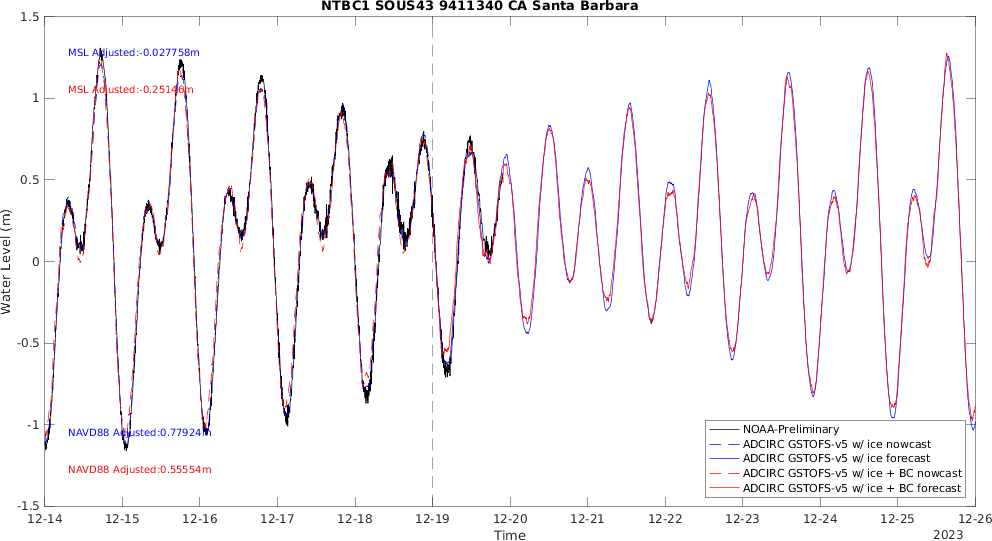 NTBC1 SOUS43 9411340 CA Santa Barbara
1.5
1
0.5
0
-0.5
-1
-1.5
Water Level (m)
MSL Adjusted:-0.027758m
MSL Adjusted:-0.25146m
NAVD88 Adjusted:0.77924m
NAVD88 Adjusted:0.55554m
NOAA-Preliminary
ADCIRC GSTOFS-v5 w/ ice nowcast
ADCIRC GSTOFS-v5 w/ ice forecast
ADCIRC GSTOFS-v5 w/ ice + BC nowcast
ADCIRC GSTOFS-v5 w/ ice + BC forecast
12-14 12-15 12-16 12-17 12-18 12-19 12-20 12-21 12-22 12-23 12-24 12-25 12-26
Time
2023